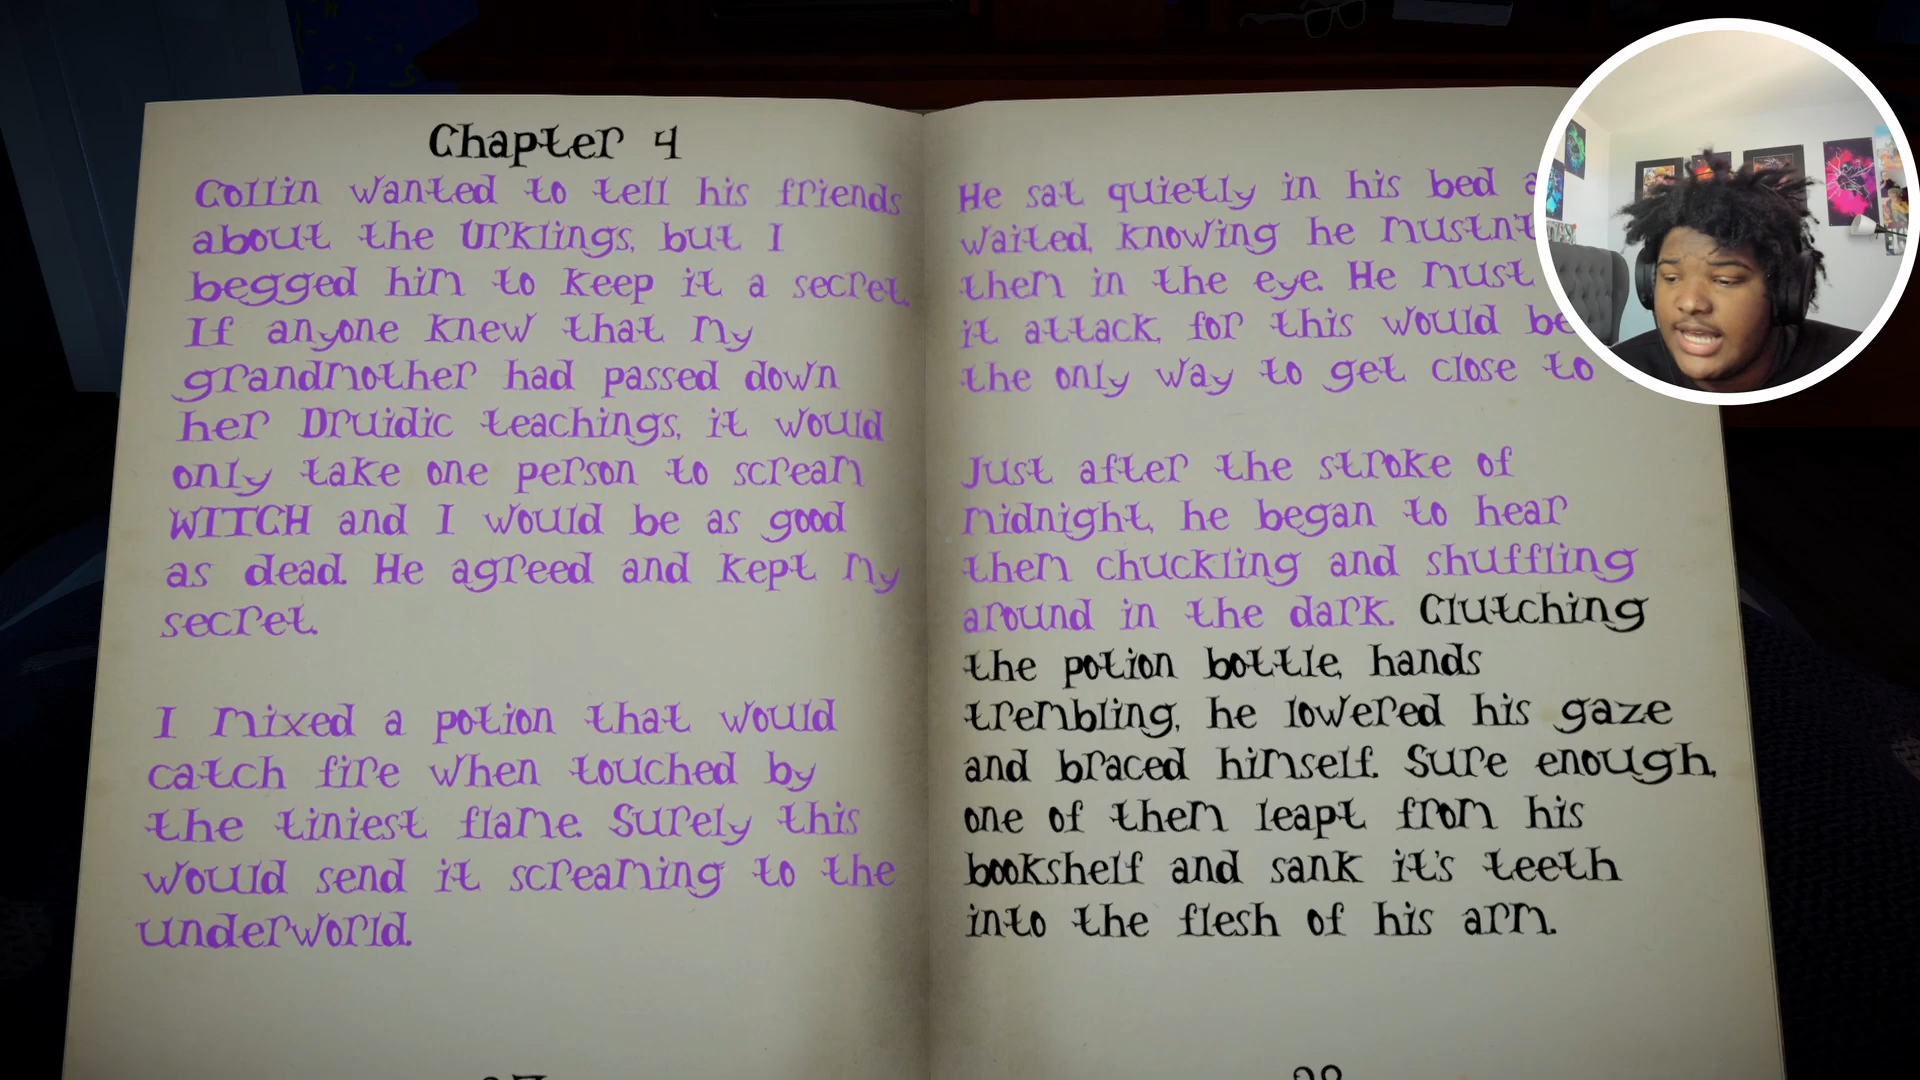 Chapter 4
Collin wanted to tell his friends
about the Urklings, but I
begged him to keep it a secret.
If anyone knew that my
grandmother had passed down
her Druidic teachings, it would
only take one person to scream
WITCH and I would be as good
as dead. He agreed and kept my
secret.
I mixed a potion that would
catch fire when touched by
the tiniest flame. Surely this
would send it screaming to the
underworld.
He sat quietly in his bed
waited, knowing he mustn't
them in the eye. He must
it attack, for this would be
the only way to get close to
Just after the stroke of
midnight, he began to hear
them chuckling and shuffling
around in the dark. Clutching
the potion bottle, hands
trembling, he lowered his gaze
and braced himself. Sure enough,
one of them leapt from his
bookshelf and sank it's teeth
into the flesh of his arm.